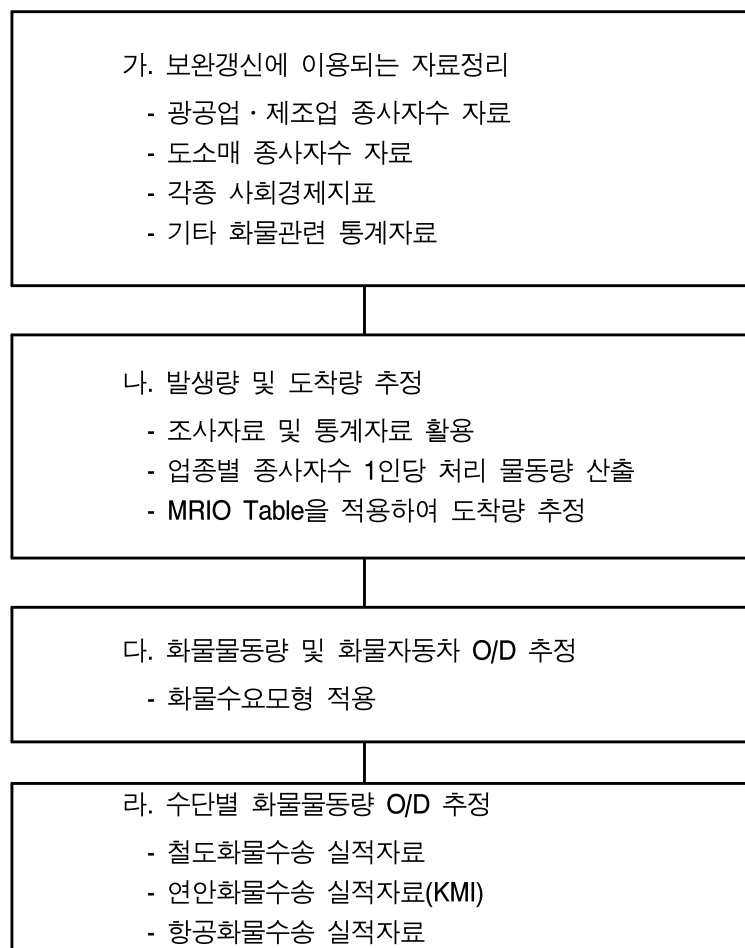 가. 보완갱신에 이용되는 자료정리
- 광공업·제조업 종사자수 자료
- 도소매 종사자수 자료
- 각종 사회경제지표
- 기타 화물관련 통계자료
나. 발생량 및 도착량 추정
- 조사자료 및 통계자료 활용
- 업종별 종사자수 1인당 처리 물동량 산출
- MRIO Table을 적용하여 도착량 추정
다. 화물물동량 및 화물자동차 O/D 추정
- 화물수요모형 적용
라. 수단별 화물물동량 O/D 추정
- 철도화물수송 실적자료
- 연안화물수송 실적자료(KMI)
- 항공화물수송 실적자료